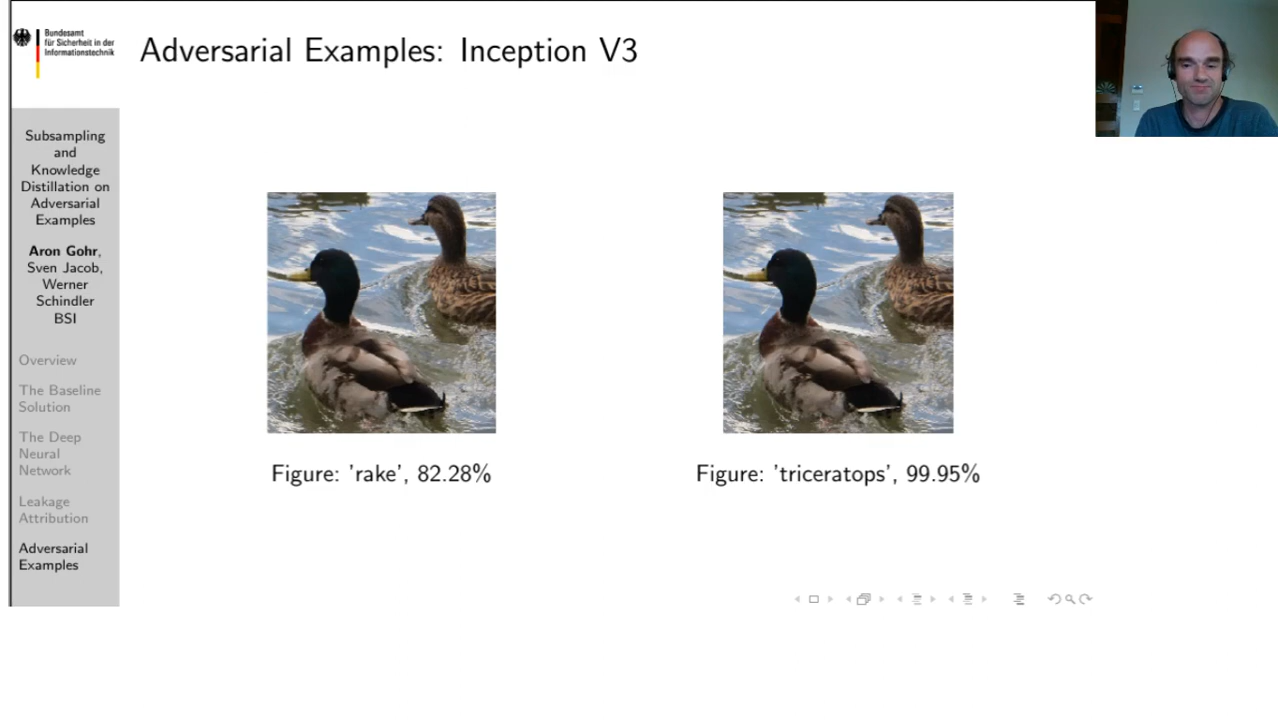 Bundesamt
für Sicherheit in der
Informationstechnik
Adversarial Examples: Inception V3
Subsampling
and
Knowledge
Distillation on
Adversarial
Examples
Aron Gohr,
Sven Jacob,
Werner
Schindler
BSI
Overview
The Baseline
Solution
The Deep
Neural
Network
Leakage
Attribution
Adversarial
Examples
Figure: ’rake’, 82.28%
Figure: ’triceratops’, 99.95%